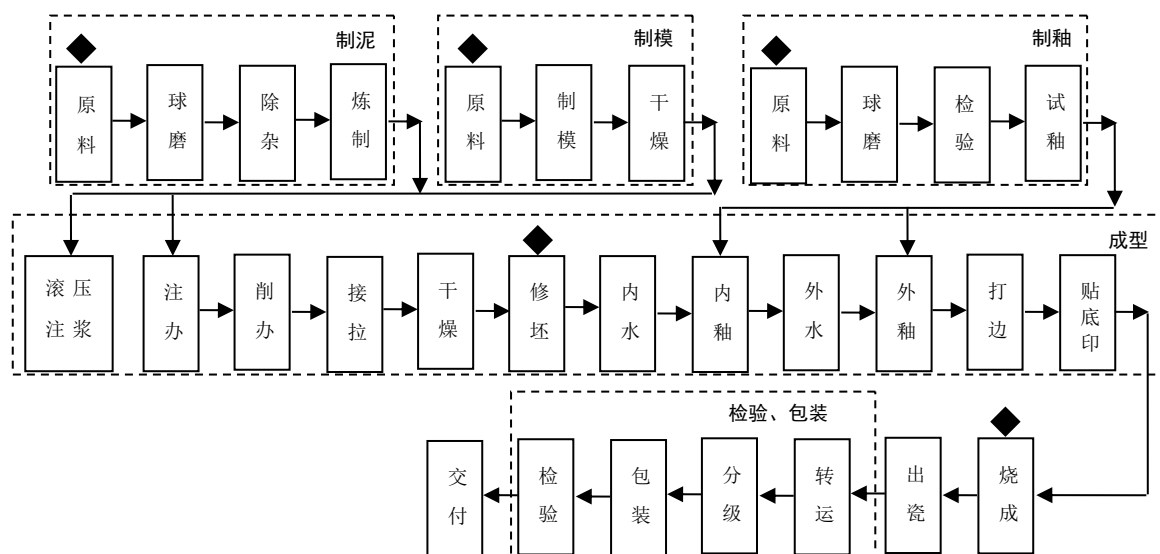 制泥
原料
球磨
除杂
炼制
制模
原料
制模
干燥
制釉
原料
球磨
检验
试釉
成型
滚压
注浆
注办
削办
接拉
干燥
修坯
内水
内釉
外水
外釉
打边
贴底印
检验、包装
交付
检验
包装
分级
转运
出瓷
烧成